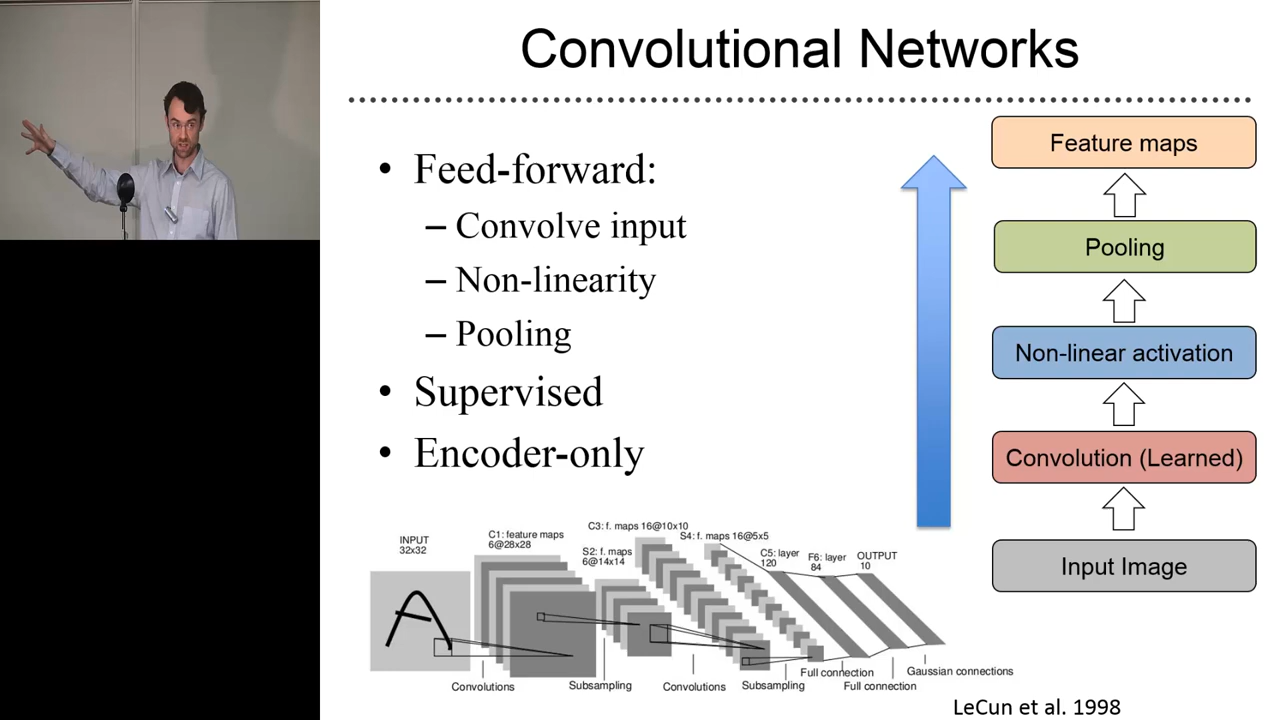 Convolutional Networks
• Feed-forward:
– Convolve input
– Non-linearity
– Pooling
• Supervised
• Encoder-only
Feature maps
Pooling
Non-linear activation
Convolution (Learned)
Input Image
INPUT
32x32
C1: feature maps
6@28x28
S2: f. maps
6@14x14
C3: f. maps 16@10x10
S4: f. maps 16@5x5
C5: layer
120
F6: layer
84
OUTPUT
10
A
Convolutions
Subsampling
Convolutions
Subsampling
Full connection
Full connection
Gaussian connections
LeCun et al. 1998